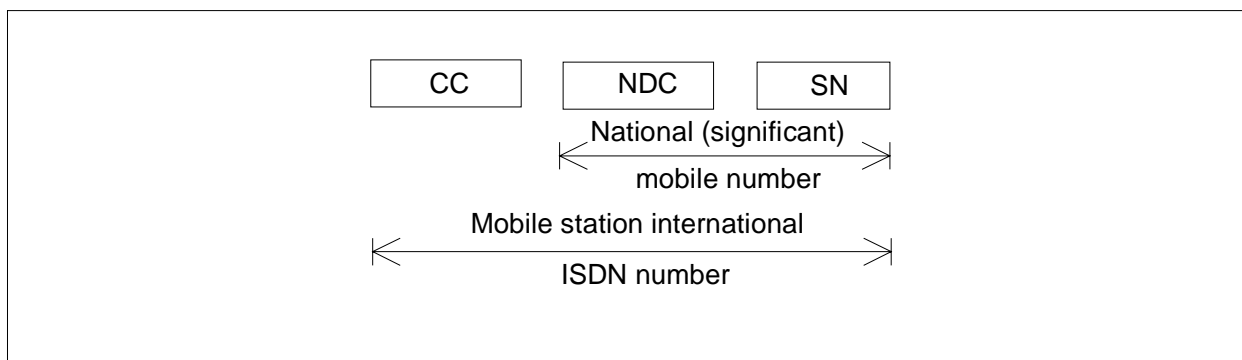 CC NDC SN
National (significant)
mobile number
Mobile station international
ISDN number